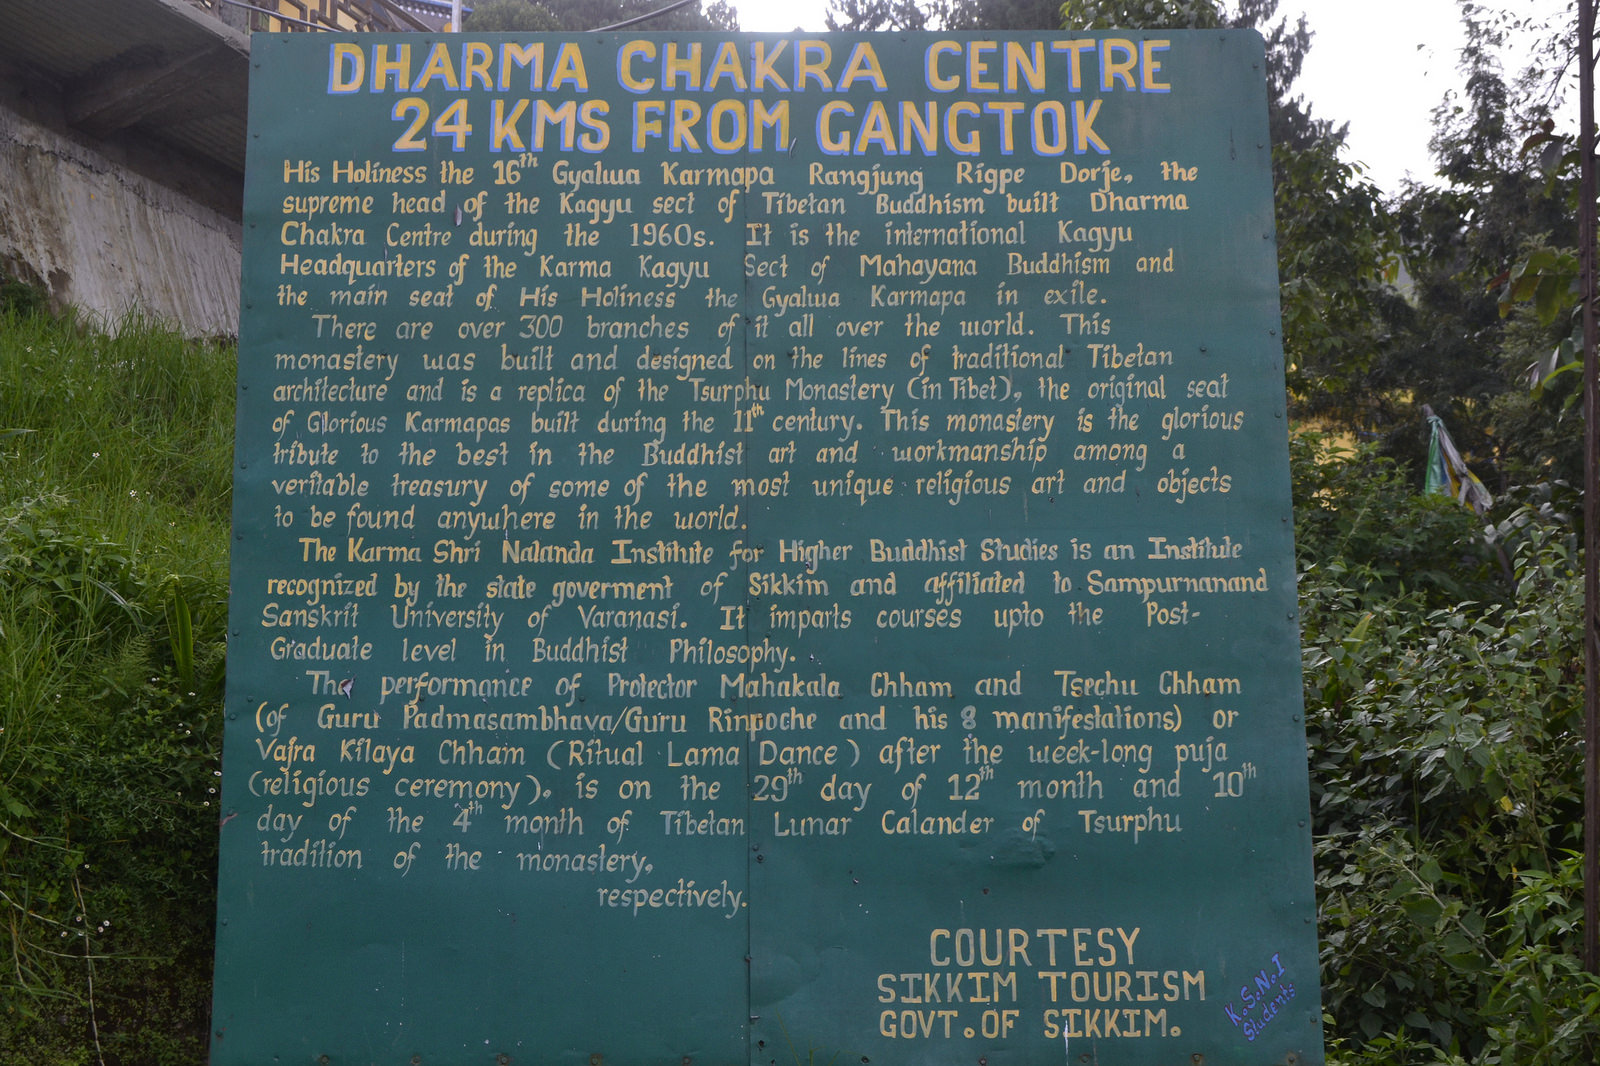 DHARMA CHAKRA CENTRE
24 KMS FROM GANGTOK
His Holiness the 16th Gyalwa Karmapa Rangjung Rigpe Dorje, the
supreme head of the Kagyu sect of Tibetan Buddhism built Dharma
Chakra Centre during the 1960s. It is the international Kagyu
Headquarters of the Karma Kagyu Sect of Mahayana Buddhism and
the main seat of His Holiness the Gyalwa Karmapa in exile.
There are over 300 branches of it all over the world. This
monastery was built and designed on the lines of traditional Tibetan
architecture and is a replica of the Tsurphu Monastery (in Tibet), the original seat
of Glorious Karmapas built during the 11th century. This monastery is the glorious
tribute to the best in the Buddhist art and workmanship among a
veritable treasury of some of the most unique religious art and objects
to be found anywhere in the world.
The Karma Shri Nalanda Institute for Higher Buddhist Studies is an Institute
recognized by the state goverment of Sikkim and affiliated to Sampurnanand
Sanskrit University of Varanasi. It imparts courses upto the Post-
Graduate level in Buddhist Philosophy.
The performance of Protector Mahakala Chham and Tsechu Chham
(of Guru Padmasambhava/Guru Rinpoche and his 8 manifestations) or
Vajra Kilaya Chham (Ritual Lama Dance) after the week-long puja
(religious ceremony), is on the 29th day of 12th month and 10th
day of the 4th month of Tibetan Lunar Calander of Tsurphu
tradition of the monastery,
respectively.
COURTESY
SIKKIM TOURISM
GOVT. OF SIKKIM.
K.S.N.I
Students